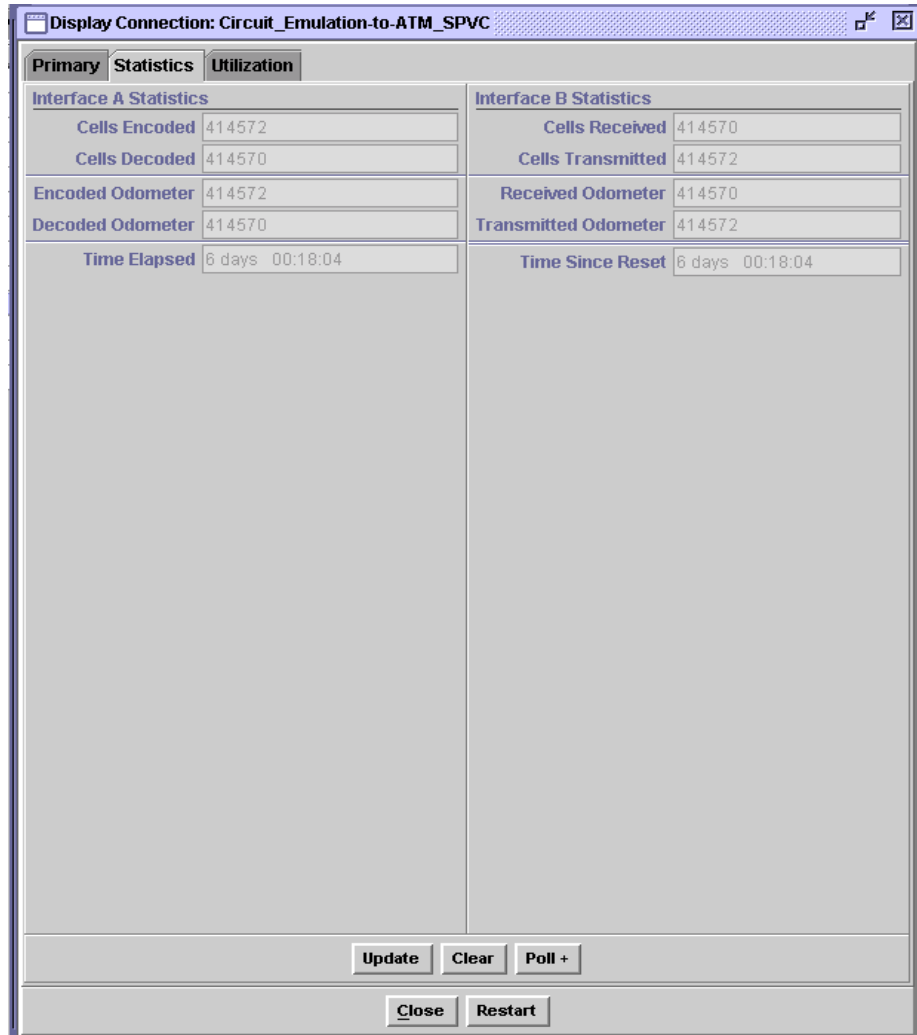 Display Connection: Circuit_Emulation-to-ATM_SPVC
Primary Statistics Utilization
Interface A Statistics
Cells Encoded 414572
Cells Decoded 414570
Encoded Odometer 414572
Decoded Odometer 414570
Time Elapsed 6 days 00:18:04
Interface B Statistics
Cells Received 414570
Cells Transmitted 414572
Received Odometer 414570
Transmitted Odometer 414572
Time Since Reset 6 days 00:18:04
Update Clear Poll +
Close Restart